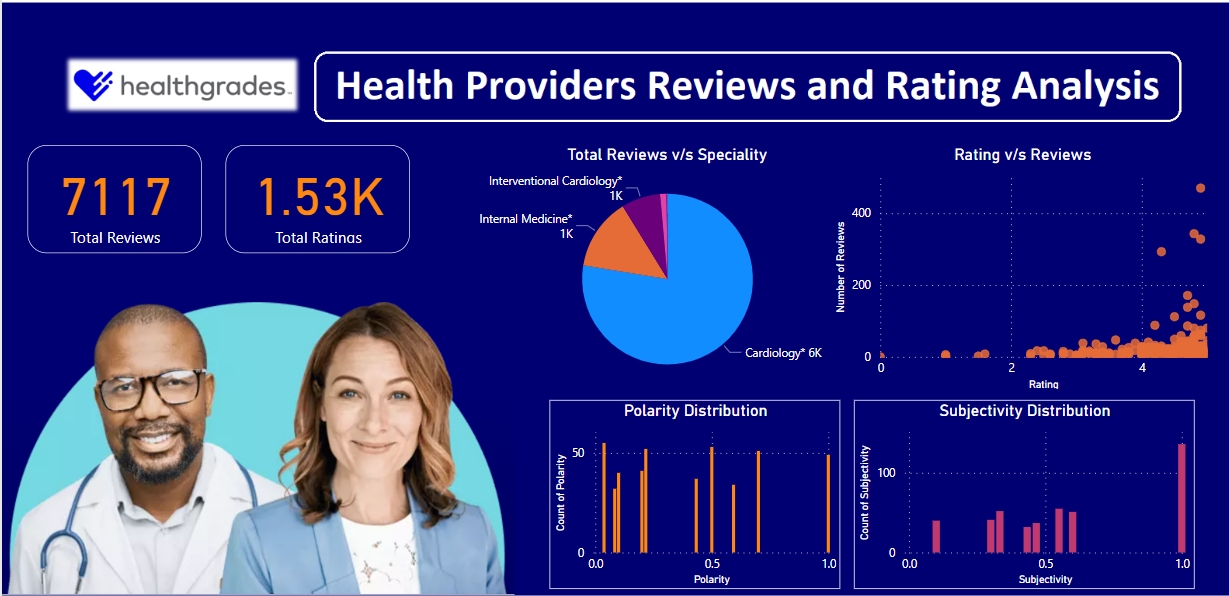 healthgrades
Health Providers Reviews and Rating Analysis
7117
Total Reviews
1.53K
Total Ratings
Total Reviews v/s Speciality
Interventional Cardiology*
1K
Internal Medicine*
1K
Cardiology* 6K
Rating v/s Reviews
Number of Reviews
400
200
0
0 2 4
Rating
Polarity Distribution
Count of Polarity
50
0
0.0 0.5 1.0
Polarity
Subjectivity Distribution
Count of Subjectivity
100
0
0.0 0.5 1.0
Subjectivity